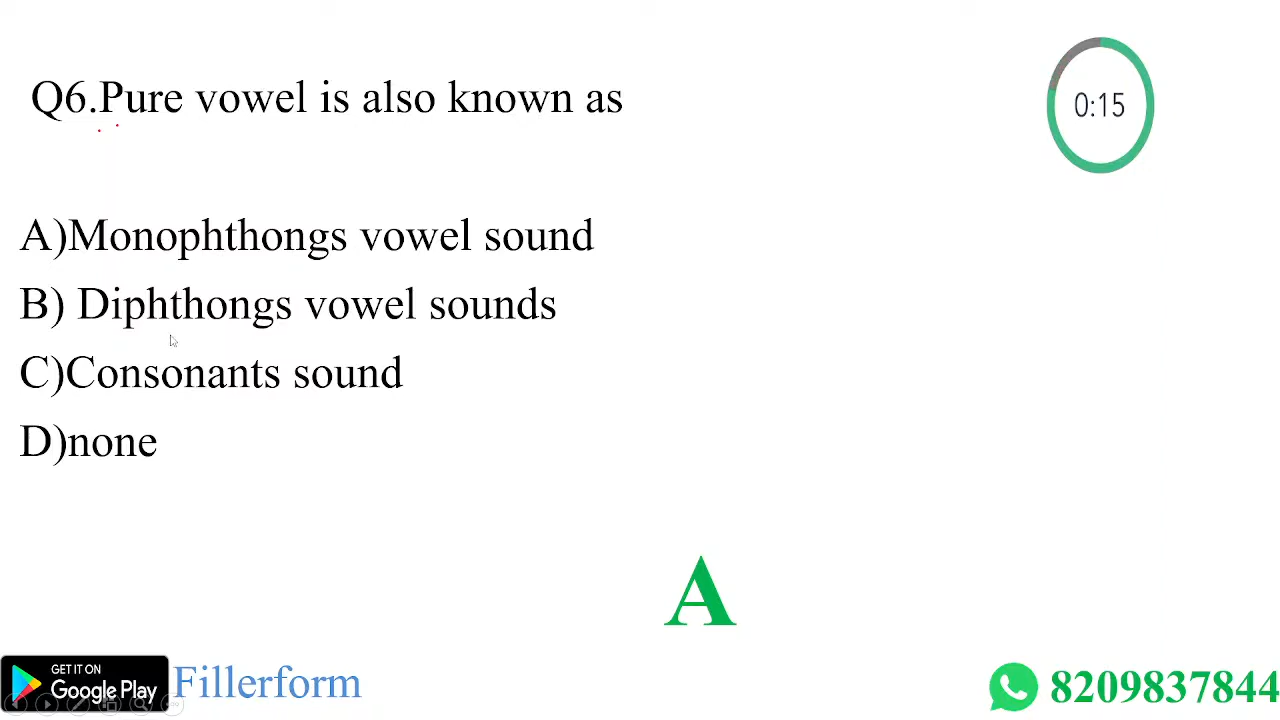 Q6.Pure vowel is also known as
0:15
A)Monophthongs vowel sound
B) Diphthongs vowel sounds
C)Consonants sound
D)none
A
GET IT ON
Google Play
Fillerform
8209837844